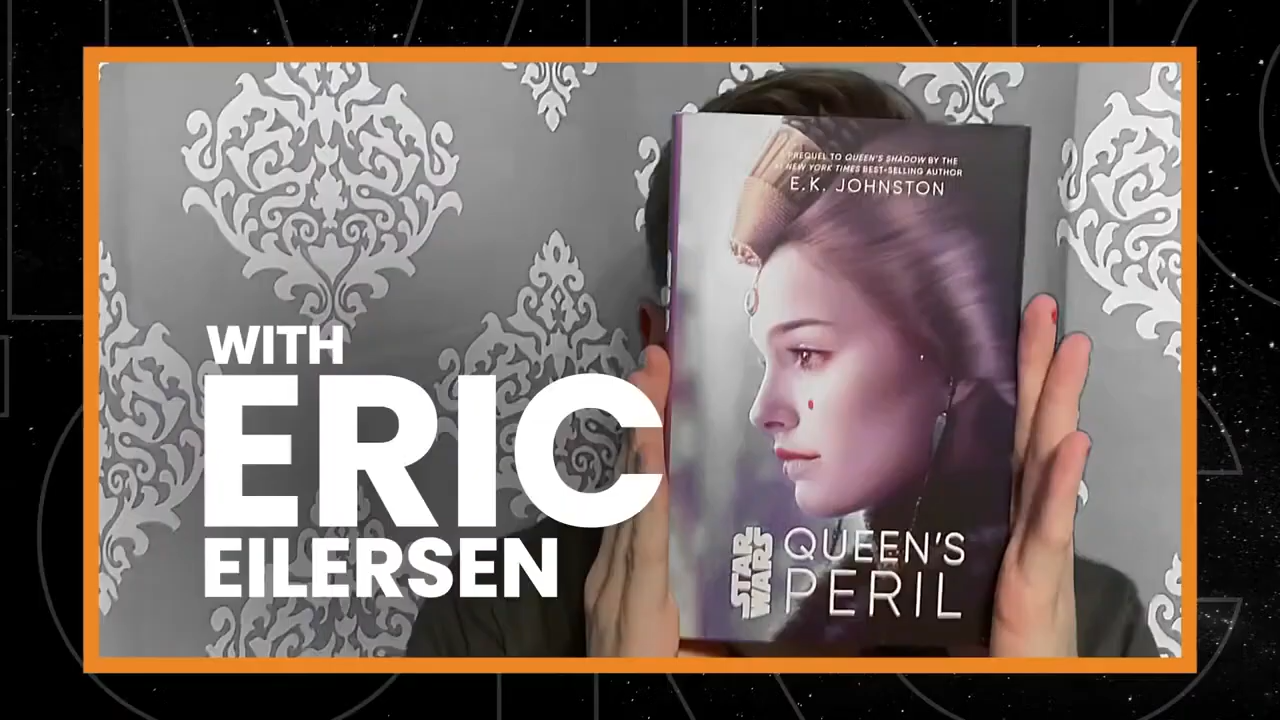 WITH
ERIC
EILERSEN
PREQUEL TO QUEEN'S SHADOW BY THE
#1 NEW YORK TIMES BEST-SELLING AUTHOR
E.K. JOHNSTON
STAR
WARS
QUEEN'S
PERIL